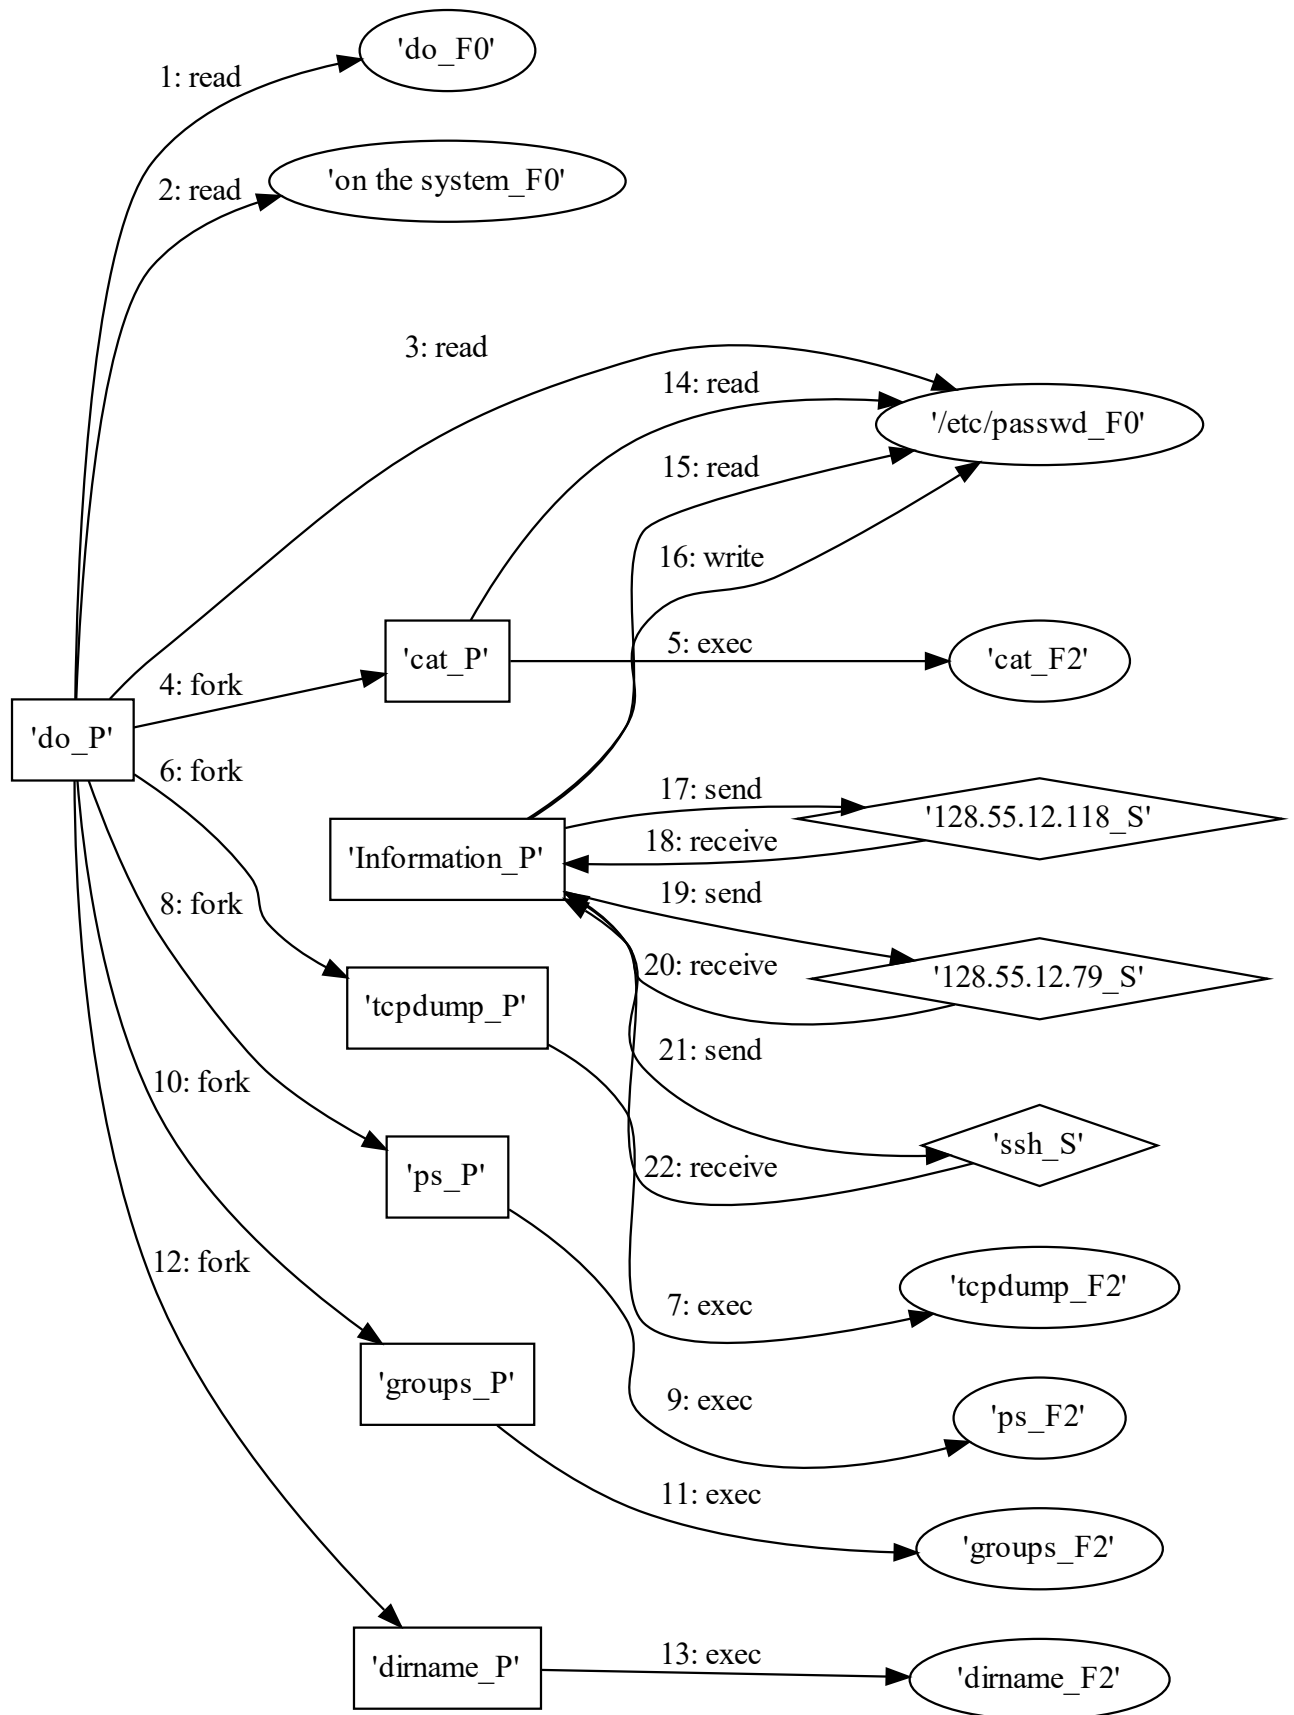 'do_F0'
1: read
'on the system_F0'
2: read
3: read
14: read
'/etc/passwd_F0'
15: read
16: write
5: exec
'cat_P'
'cat_F2'
4: fork
'do_P'
6: fork
17: send
'128.55.12.118_S'
18: receive
'Information_P'
19: send
8: fork
20: receive
'128.55.12.79_S'
'tcpdump_P'
21: send
10: fork
'ssh_S'
22: receive
'ps_P'
12: fork
'tcpdump_F2'
7: exec
'groups_P'
9: exec
'ps_F2'
11: exec
'groups_F2'
13: exec
'dirname_P'
'dirname_F2'